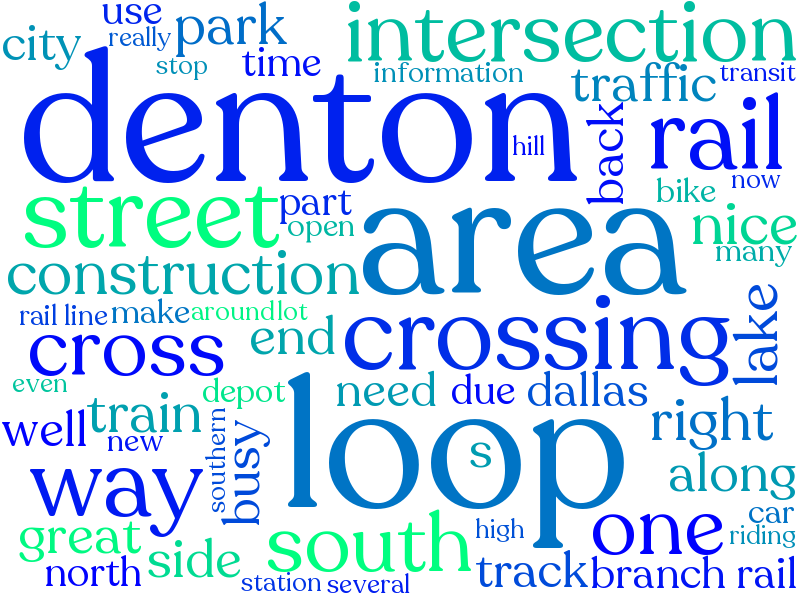 use
city
really
park
intersection
stop
time
information
traffic
transit
denton
hill
back
rail
now
street
part
open
area
bike
nice
many
construction
rail line
make
around
lot
crossing
lake
cross
end
even
depot
need
due
dallas
train
loop
right
well
new
southern
busy
s
along
way
one
car
great
side
south
high
riding
north
station
several
track
branch rail